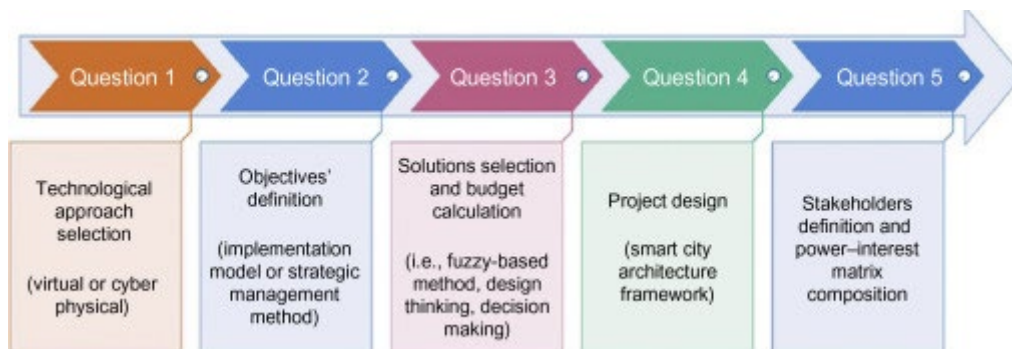 Question 1
Question 2
Question 3
Question 4
Question 5
Technological
approach
selection
(virtual or cyber
physical)
Objectives'
definition
(implementation
model or strategic
management
method)
Solutions selection
and budget
calculation
(i.e., fuzzy-based
method, design
thinking, decision
making)
Project design
(smart city
architecture
framework)
Stakeholders
definition and
power–interest
matrix
composition